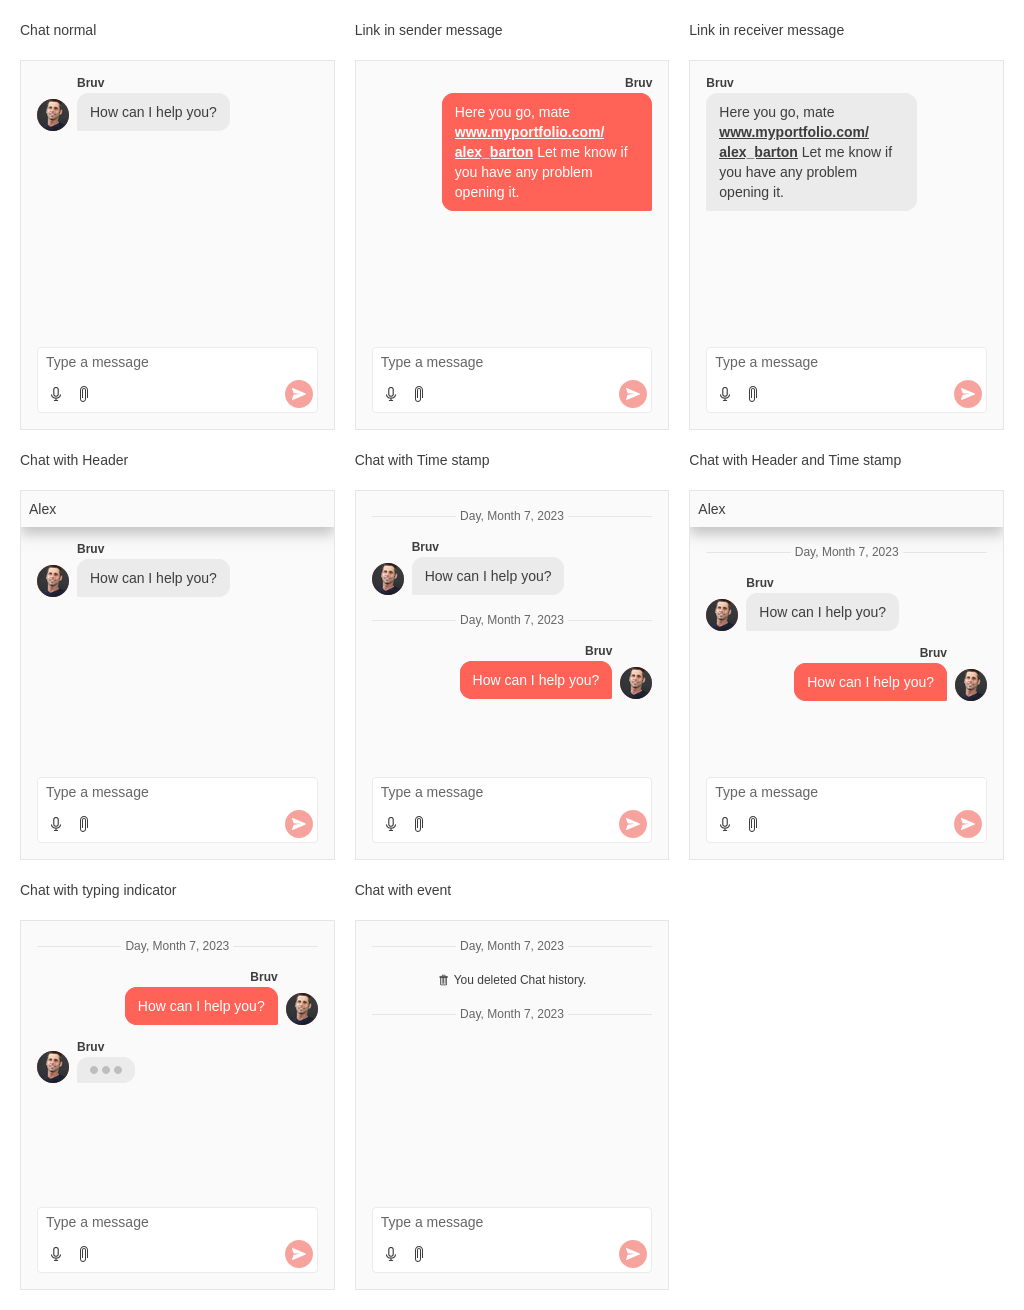 Chat normal
Bruv
How can I help you?
Type a message
Link in sender message
Bruv
Here you go, mate
www.myportfolio.com/
alex_barton Let me know if
you have any problem
opening it.
Type a message
Link in receiver message
Bruv
Here you go, mate
www.myportfolio.com/
alex_barton Let me know if
you have any problem
opening it.
Type a message
Chat with Header
Alex
Bruv
How can I help you?
Type a message
Chat with Time stamp
Day, Month 7, 2023
Bruv
How can I help you?
Day, Month 7, 2023
Bruv
How can I help you?
Type a message
Chat with Header and Time stamp
Alex
Day, Month 7, 2023
Bruv
How can I help you?
Bruv
How can I help you?
Type a message
Chat with typing indicator
Day, Month 7, 2023
Bruv
How can I help you?
Bruv
Type a message
Chat with event
Day, Month 7, 2023
You deleted Chat history.
Day, Month 7, 2023
Type a message